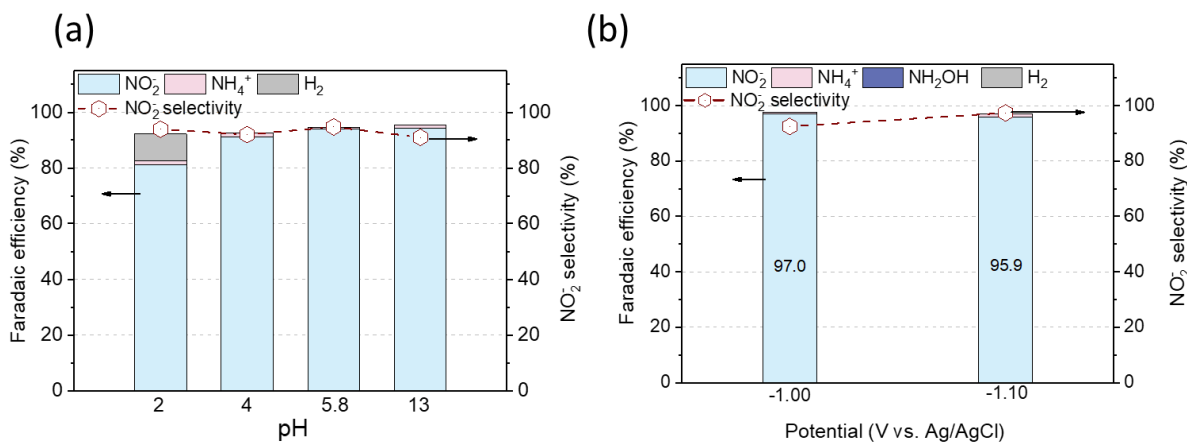 (a)
NO₂⁻ NH₄⁺ H₂
NO₂⁻ selectivity
100
80
60
40
20
0
Faradaic efficiency (%)
100
80
60
40
20
0
NO₂⁻ selectivity (%)
2 4 5.8 13
pH
(b)
NO₂⁻ NH₄⁺ NH₂OH H₂
NO₂⁻ selectivity
100
80
60
40
20
0
Faradaic efficiency (%)
97.0 95.9
100
80
60
40
20
0
NO₂⁻ selectivity (%)
-1.00 -1.10
Potential (V vs. Ag/AgCl)